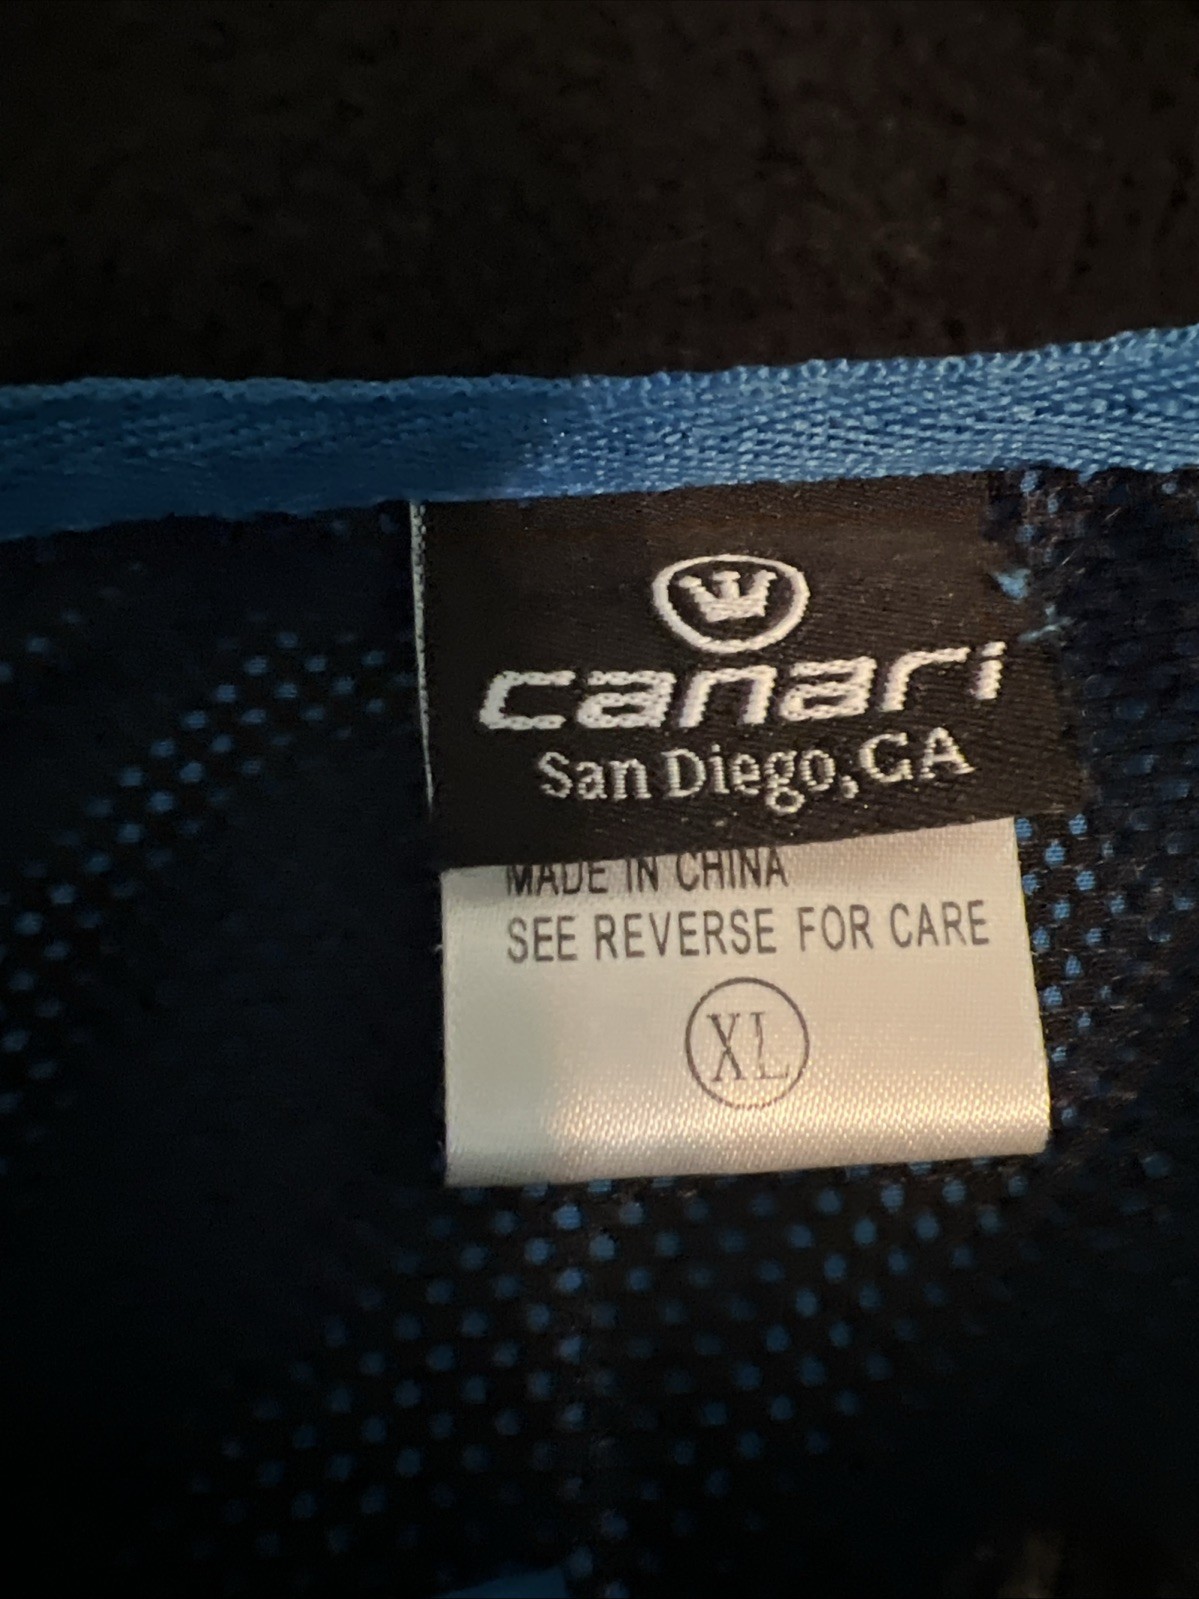 canari
San Diego, CA
MADE IN CHINA
SEE REVERSE FOR CARE
XL